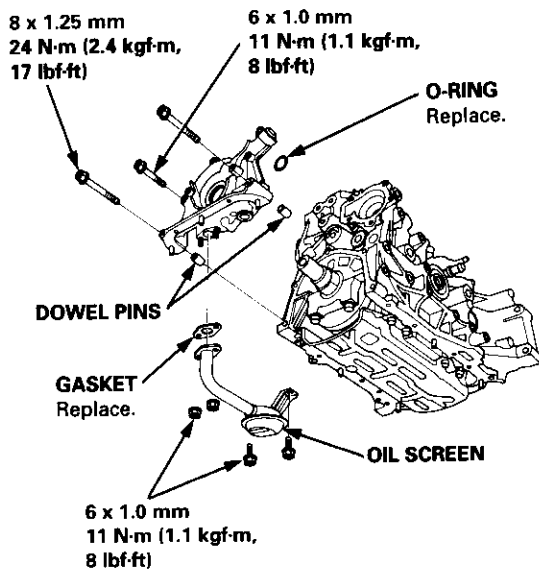 8 x 1.25 mm
24 N·m (2.4 kgf·m,
17 lbf·ft)
6 x 1.0 mm
11 N·m (1.1 kgf·m,
8 lbf·ft)
O-RING
Replace.
DOWEL PINS
GASKET
Replace.
OIL SCREEN
6 x 1.0 mm
11 N·m (1.1 kgf·m,
8 lbf·ft)